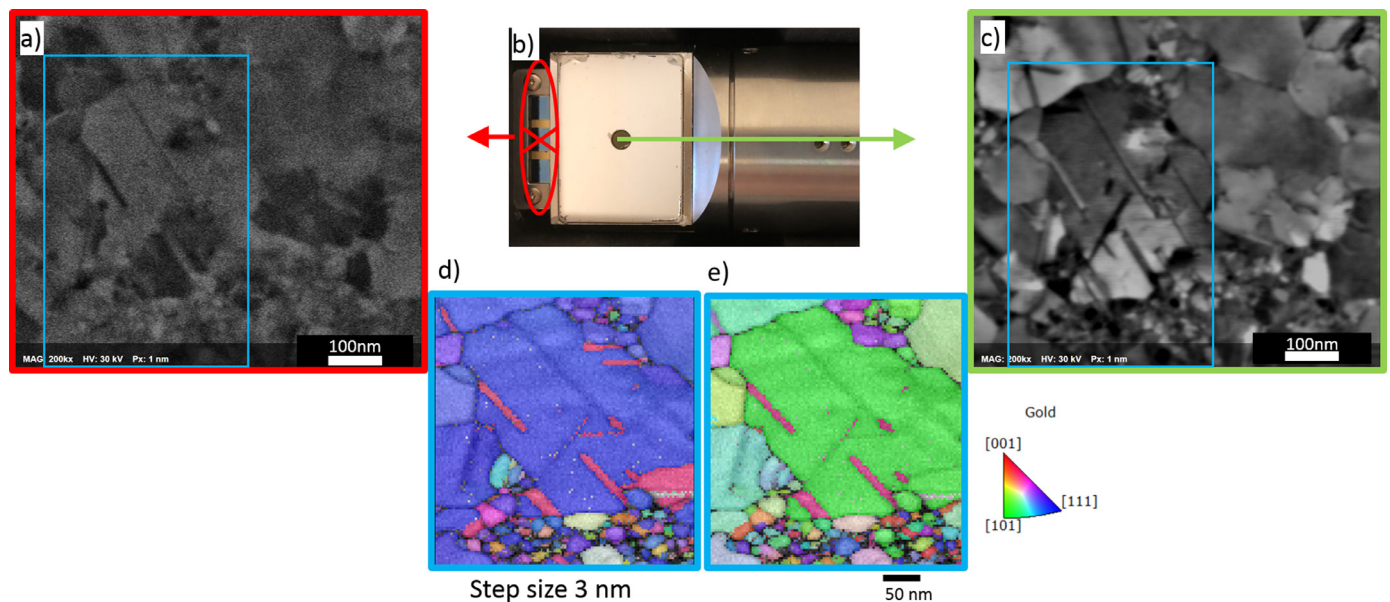 a)
b)
c)
100nm
MAG: 200kx HV: 30 kV Px: 1 nm
100nm
MAG: 200kx HV: 30 kV Px: 1 nm
d)
e)
Gold
[001]
[111]
[101]
Step size 3 nm
50 nm